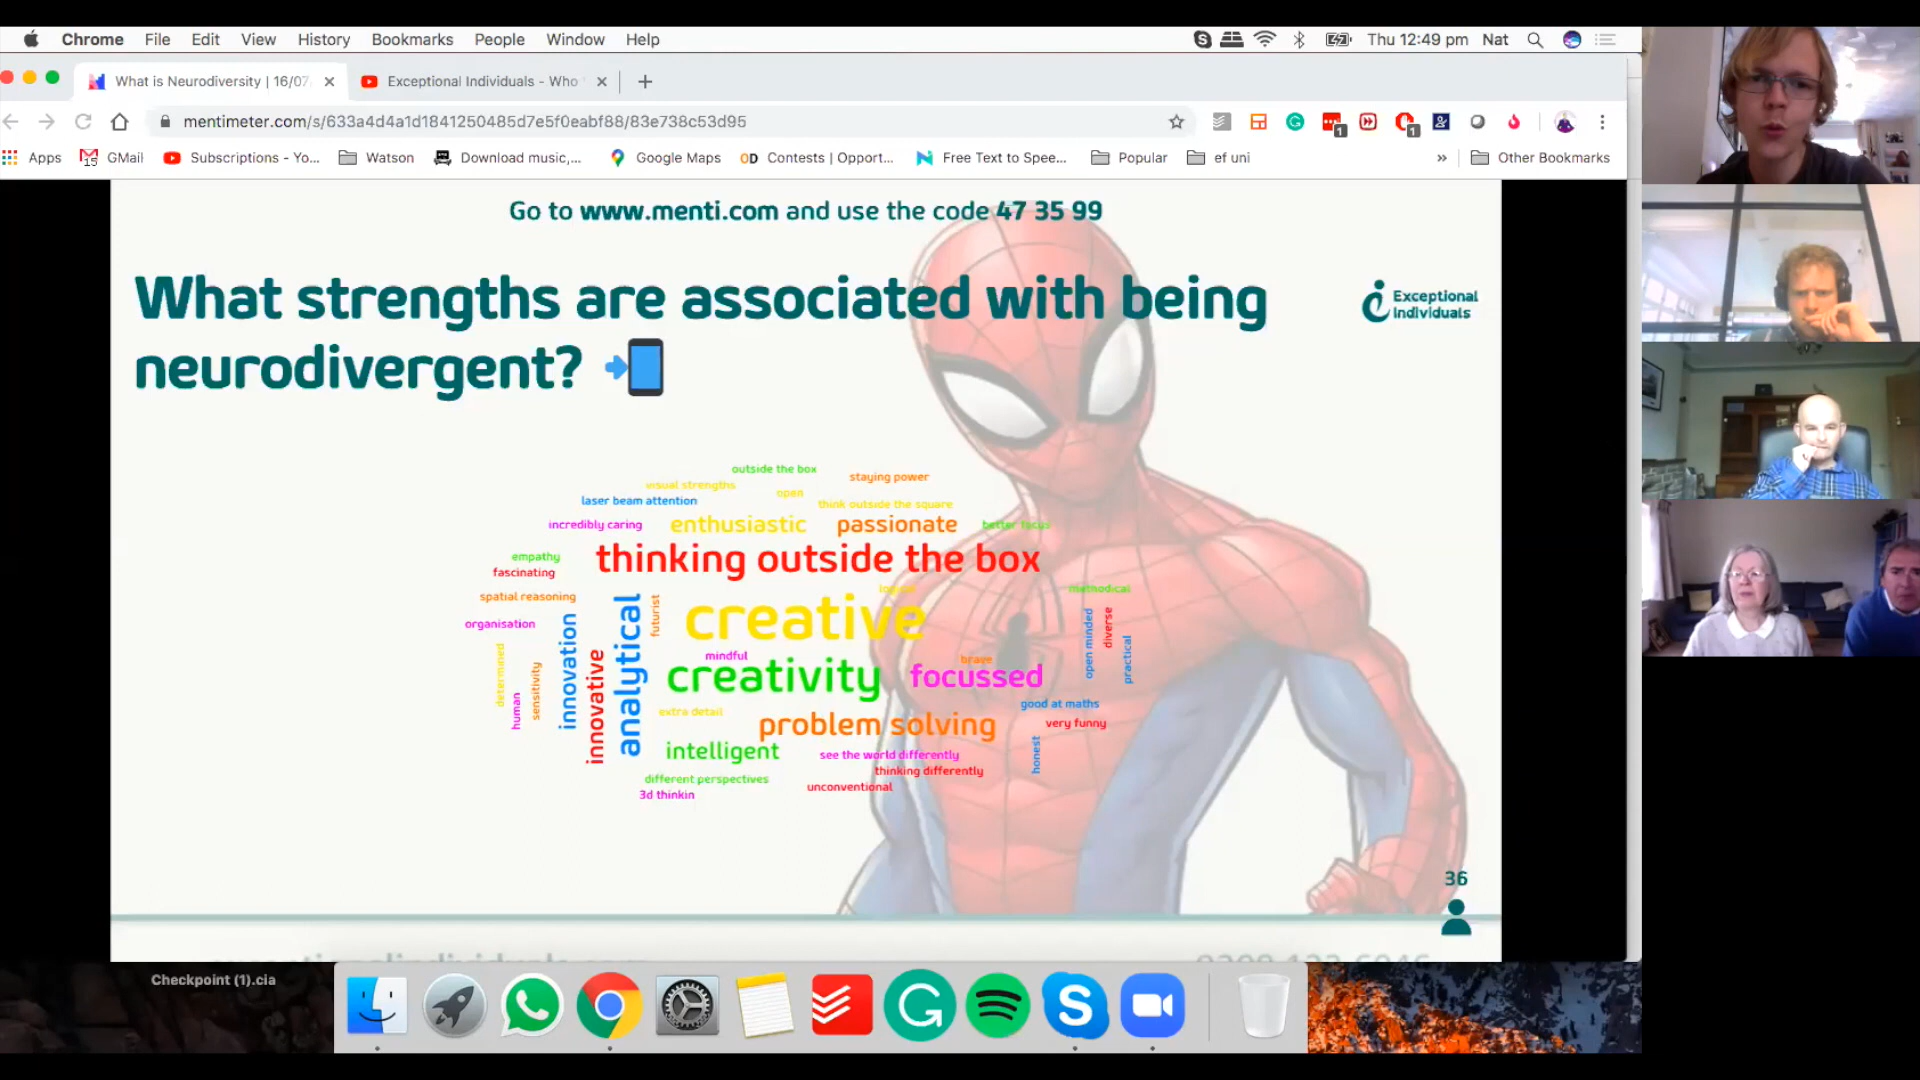 Chrome File Edit View History Bookmarks People Window Help Thu 12:49 pm Nat
What is Neurodiversity | 16/07 Exceptional Individuals - Who
mentimeter.com/s/633a4d4a1d1841250485d7e5f0eabf88/83e738c53d95
1 1
Apps 15 GMail Subscriptions - Yo... Watson Download music,... Google Maps OD Contests | Opport... Free Text to Spee... Popular ef uni » Other Bookmarks
Go to www.menti.com and use the code 47 35 99
What strengths are associated with being
neurodivergent?
Exceptional
Individuals
outside the box
staying power
visual strengths
open
laser beam attention
think outside the square
incredibly caring
enthusiastic
passionate
better focus
empathy
thinking outside the box
fascinating
spatial reasoning
methodical
organisation
futurist
creative
open minded
diverse
practical
determined
human
sensitivity
innovation
innovative
analytical
mindful
brave
creativity
focussed
extra detail
good at maths
problem solving
very funny
intelligent
see the world differently
honest
thinking differently
different perspectives
unconventional
3d thinkin
36
Checkpoint (1).cia